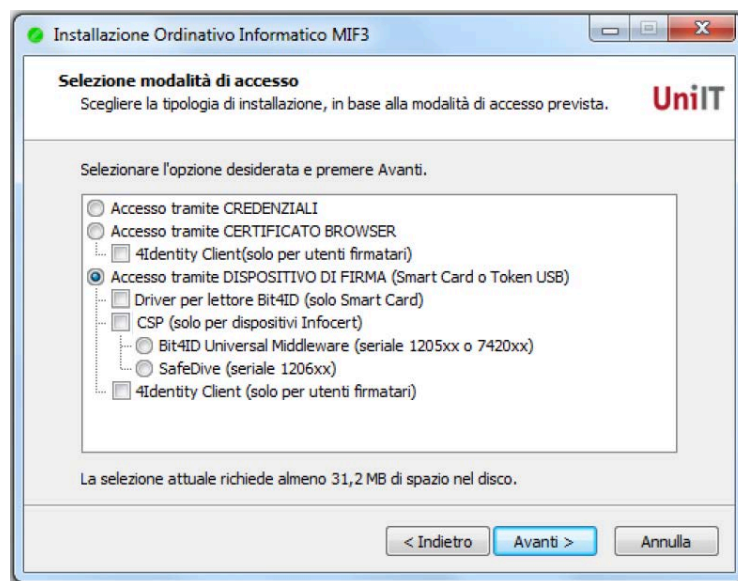 Installazione Ordinativo Informatico MIF3
Selezione modalità di accesso
Scegliere la tipologia di installazione, in base alla modalità di accesso prevista.
UniIT
Selezionare l'opzione desiderata e premere Avanti.
Accesso tramite CREDENZIALI
Accesso tramite CERTIFICATO BROWSER
4Identity Client(solo per utenti firmatari)
Accesso tramite DISPOSITIVO DI FIRMA (Smart Card o Token USB)
Driver per lettore Bit4ID (solo Smart Card)
CSP (solo per dispositivi Infocert)
Bit4ID Universal Middleware (seriale 1205xx o 7420xx)
SafeDive (seriale 1206xx)
4Identity Client (solo per utenti firmatari)
La selezione attuale richiede almeno 31,2 MB di spazio nel disco.
< Indietro Avanti > Annulla